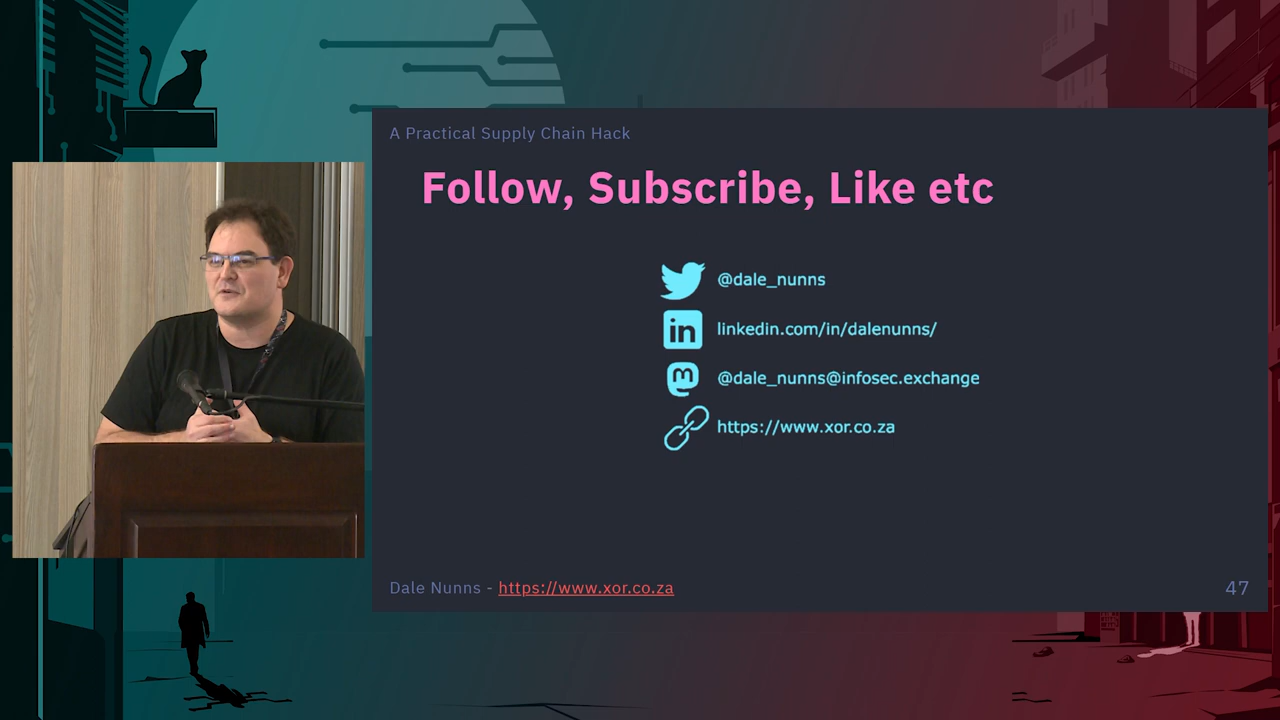 A Practical Supply Chain Hack
Follow, Subscribe, Like etc
@dale_nunns
linkedin.com/in/dalenunns/
@dale_nunns@infosec.exchange
https://www.xor.co.za
Dale Nunns - https://www.xor.co.za
47